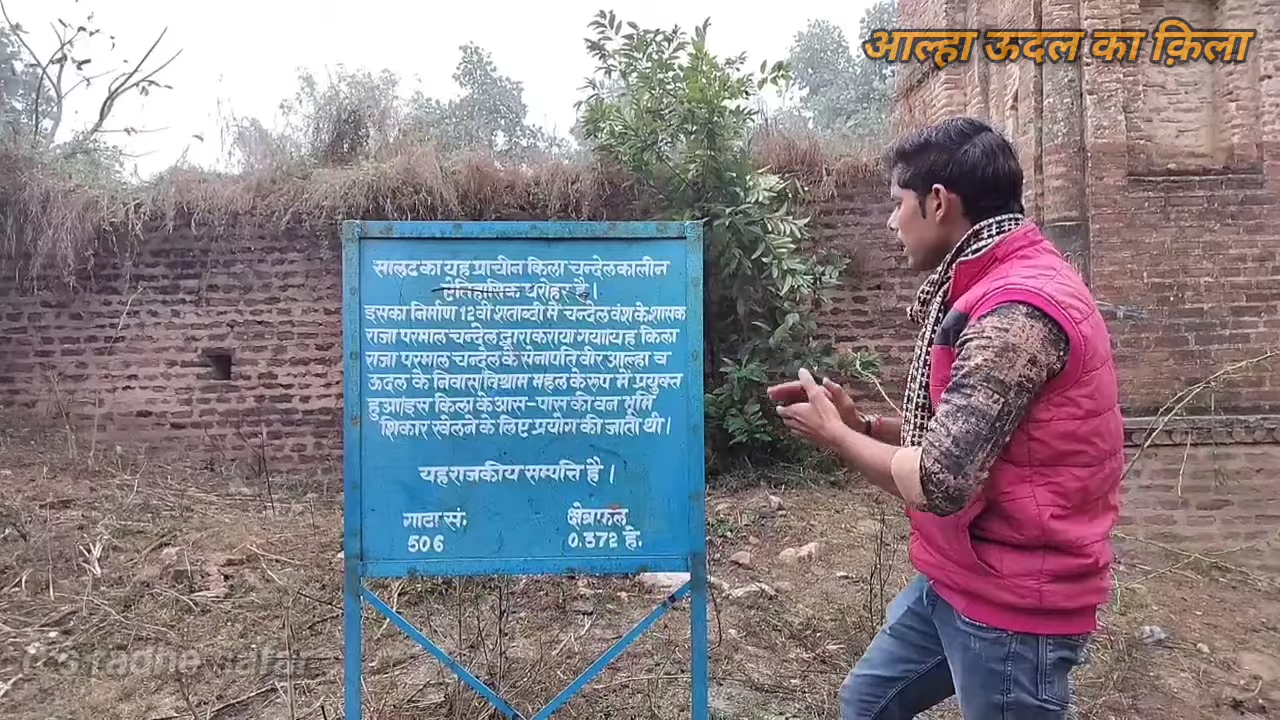 आल्हा ऊदल का क़िला
सालट का यह प्राचीन किला चन्देलकालीन
ऐतिहासिक धरोहर है।
इसका निर्माण 12वीं शताब्दी में चन्देल वंश के शासक
राजा परमाल चन्देल द्वारा कराया गया।यह किला
राजा परमाल चन्देल के सेनापति वीर आल्हा व
ऊदल के निवास/विश्राम महल के रूप में प्रयुक्त
हुआ।इस किला के आस-पास की वन भूमि
शिकार खेलने के लिए प्रयोग की जाती थी।
यह राजकीय सम्पत्ति है।
गाटा सं. क्षेत्रफल
506 0.372 हे.